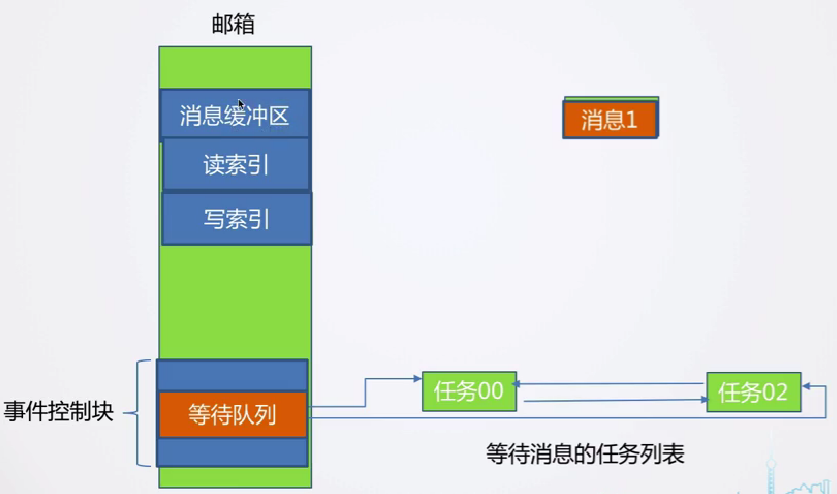 邮箱
消息缓冲区
消息1
读索引
写索引
任务00
任务02
事件控制块
等待队列
等待消息的任务列表